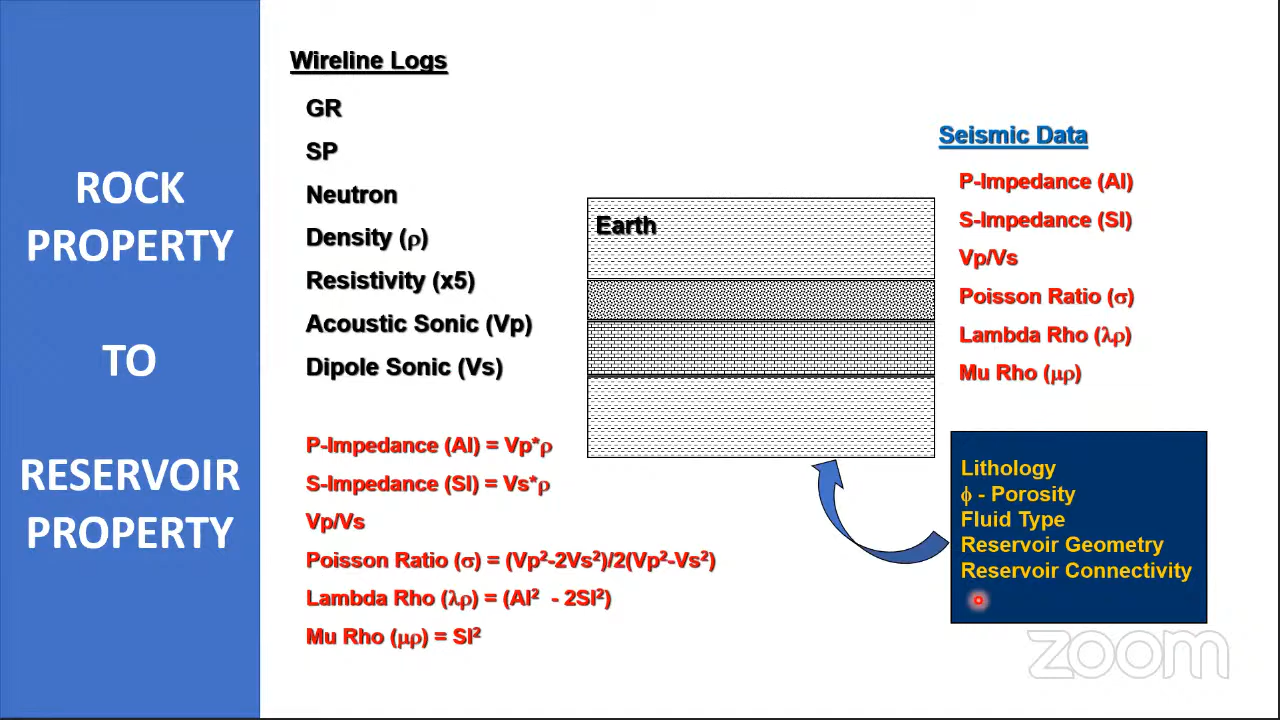 ROCK
PROPERTY
TO
RESERVOIR
PROPERTY
Wireline Logs
GR
SP
Neutron
Density (ρ)
Resistivity (x5)
Acoustic Sonic (Vp)
Dipole Sonic (Vs)
P-Impedance (AI) = Vp*ρ
S-Impedance (SI) = Vs*ρ
Vp/Vs
Poisson Ratio (σ) = (Vp²-2Vs²)/2(Vp²-Vs²)
Lambda Rho (λρ) = (AI² - 2SI²)
Mu Rho (μρ) = SI²
Earth
Seismic Data
P-Impedance (AI)
S-Impedance (SI)
Vp/Vs
Poisson Ratio (σ)
Lambda Rho (λρ)
Mu Rho (μρ)
Lithology
ϕ - Porosity
Fluid Type
Reservoir Geometry
Reservoir Connectivity
zoom